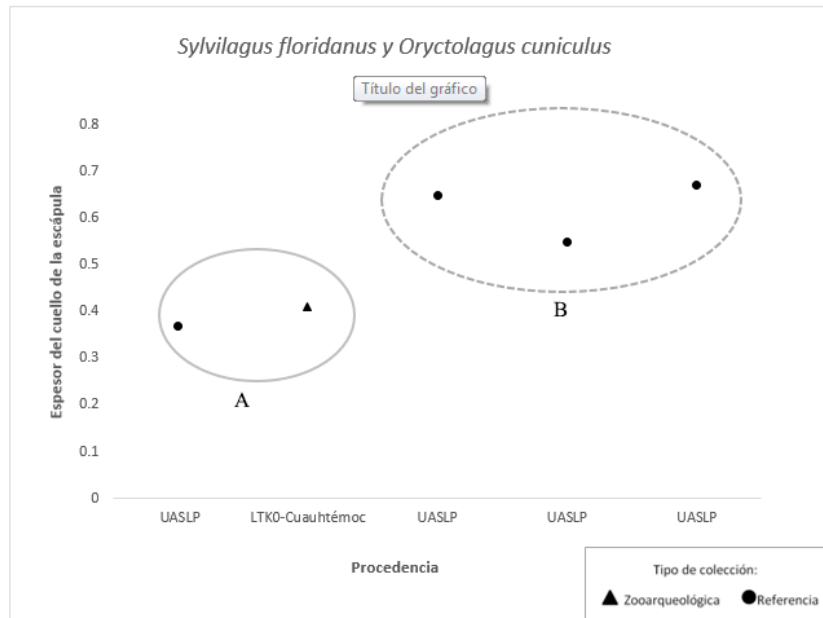 Sylvilagus floridanus y Oryctolagus cuniculus
Título del gráfico
Espesor del cuello de la escápula
0.8
0.7
0.6
0.5
0.4
0.3
0.2
0.1
0
A
B
UASLP LTK0-Cuauhtémoc UASLP UASLP UASLP
Procedencia
Tipo de colección:
Zooarqueológica Referencia